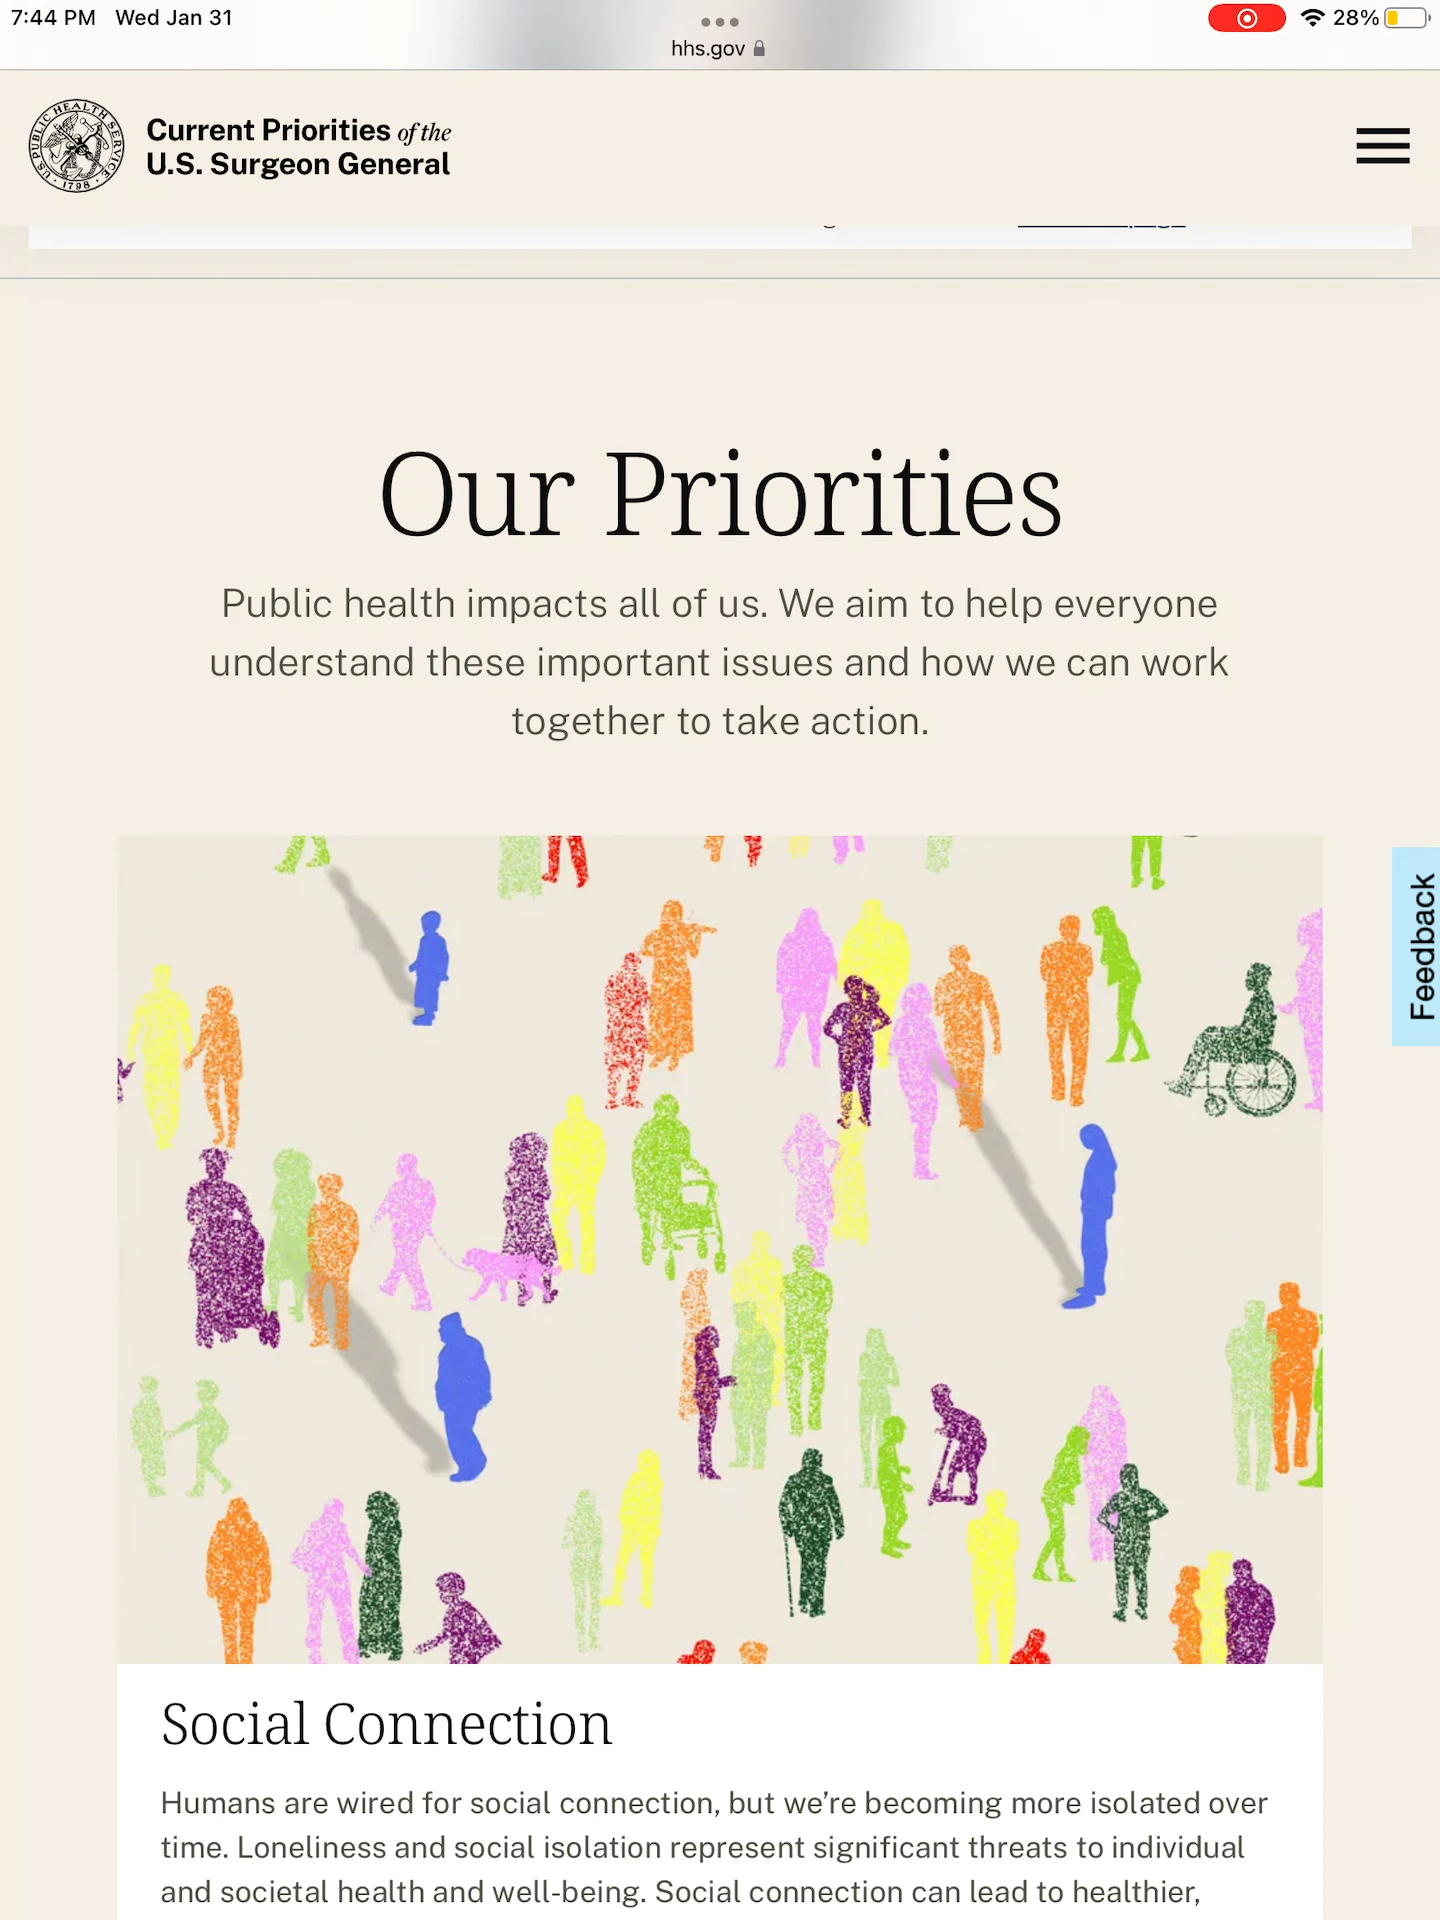 7:44 PM Wed Jan 31
28%
hhs.gov
U.S. PUBLIC HEALTH SERVICE
1798
Current Priorities of the
U.S. Surgeon General
Our Priorities
Public health impacts all of us. We aim to help everyone
understand these important issues and how we can work
together to take action.
Feedback
Social Connection
Humans are wired for social connection, but we’re becoming more isolated over
time. Loneliness and social isolation represent significant threats to individual
and societal health and well-being. Social connection can lead to healthier,